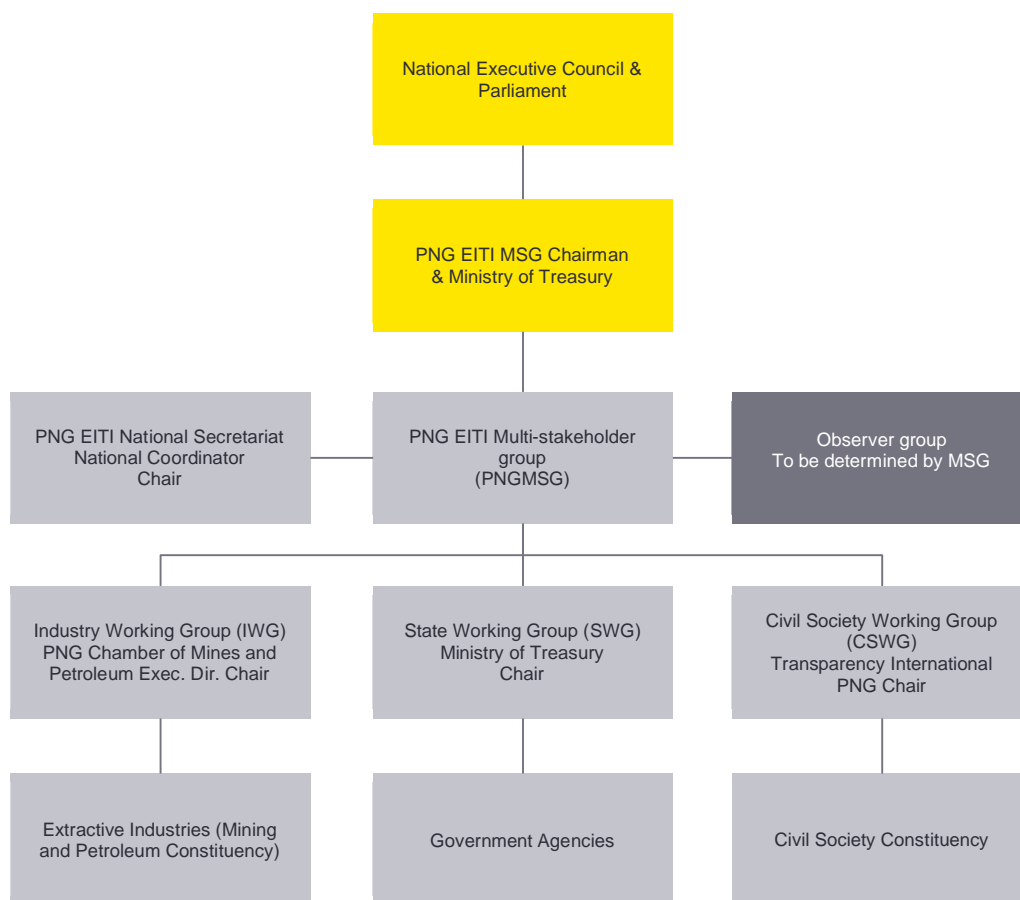 National Executive Council &
Parliament
PNG EITI MSG Chairman
& Ministry of Treasury
PNG EITI National Secretariat
National Coordinator
Chair
PNG EITI Multi-stakeholder
group
(PNGMSG)
Observer group
To be determined by MSG
Industry Working Group (IWG)
PNG Chamber of Mines and
Petroleum Exec. Dir. Chair
State Working Group (SWG)
Ministry of Treasury
Chair
Civil Society Working Group
(CSWG)
Transparency International
PNG Chair
Extractive Industries (Mining
and Petroleum Constituency)
Government Agencies
Civil Society Constituency